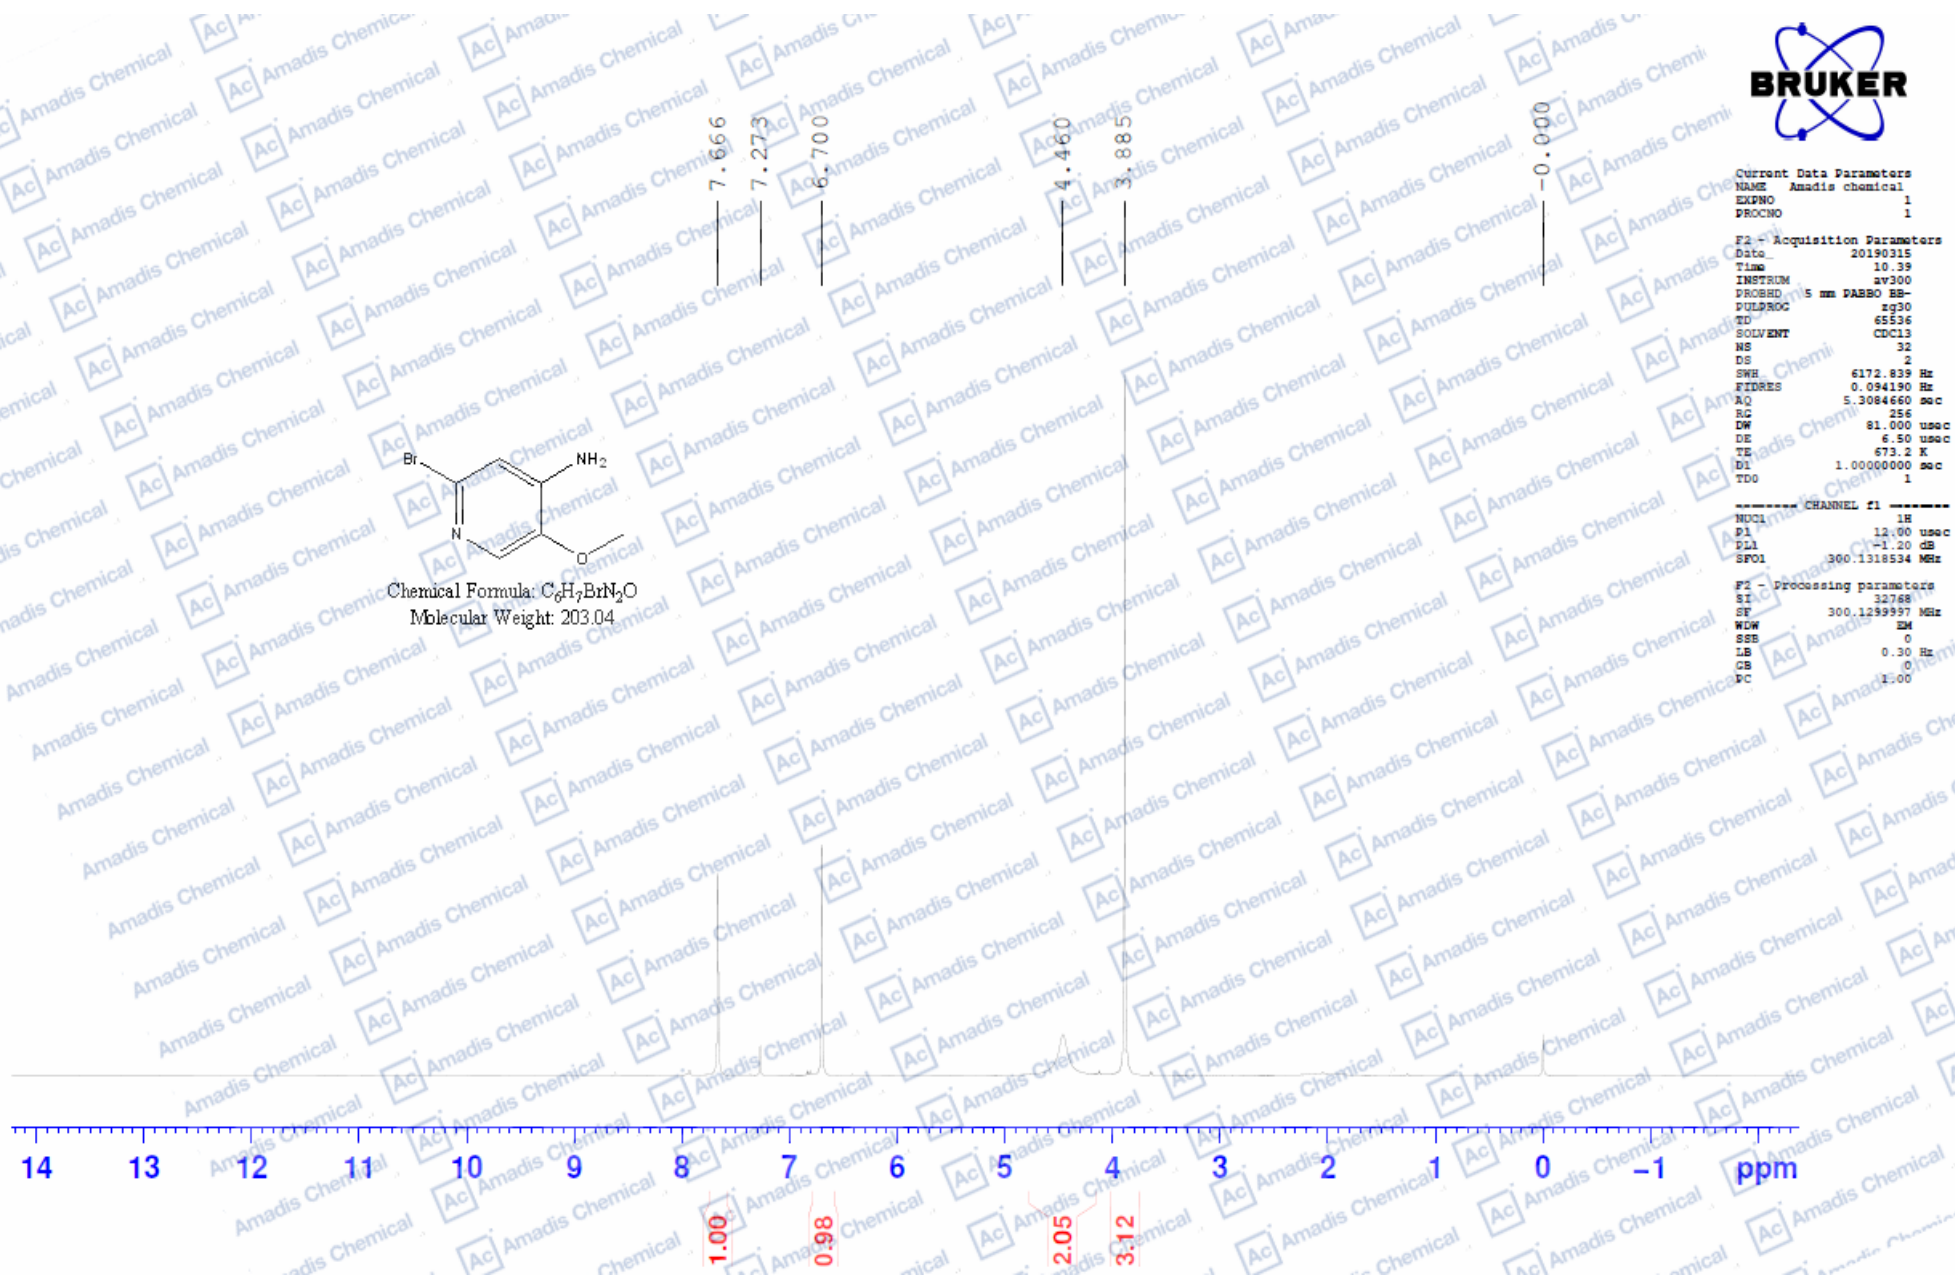 BRUKER
7.666
7.273
6.700
4.460
3.885
-0.000
Current Data Parameters
NAME Amadis chemical
EXPNO 1
PROCNO 1
F2 - Acquisition Parameters
Date_ 20190315
Time 10.39
INSTRUM av300
PROBHD 5 mm PABBO BB-
PULPROG zg30
TD 65536
SOLVENT CDCl3
NS 32
DS 2
SWH 6172.839 Hz
FIDRES 0.094190 Hz
AQ 5.3084660 sec
RG 256
DW 81.000 usec
DE 6.50 usec
TE 673.2 K
D1 1.00000000 sec
TD0 1
======== CHANNEL f1 ========
NUC1 1H
P1 12.00 usec
PL1 -1.20 dB
SFO1 300.1318534 MHz
F2 - Processing parameters
SI 32768
SF 300.1299997 MHz
WDW EM
SSB 0
LB 0.30 Hz
GB 0
PC 1.00
Br
NH2
N
O
Chemical Formula: C6H7BrN2O
Molecular Weight: 203.04
14 13 12 11 10 9 8 7 6 5 4 3 2 1 0 -1 ppm
1.00
0.98
2.05
3.12
Ac Amadis Chemical